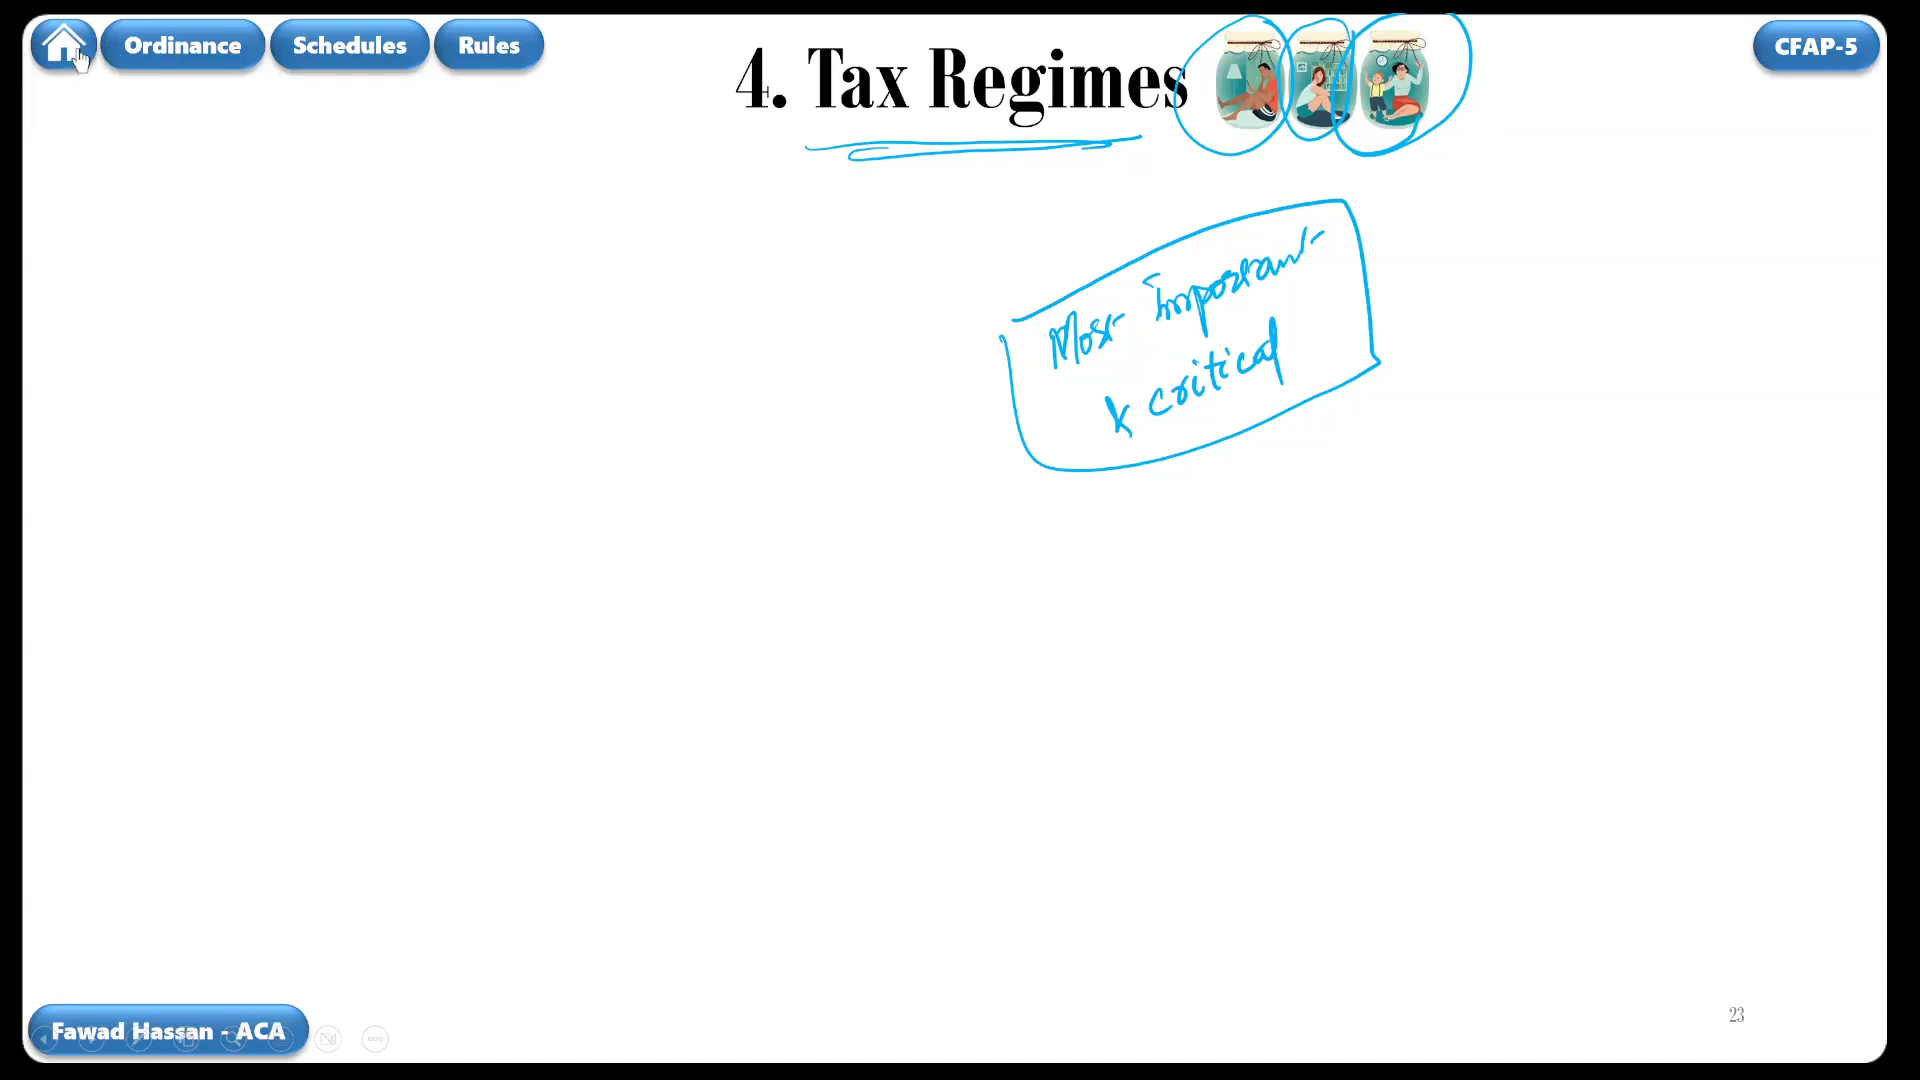 Ordinance
Schedules
Rules
4. Tax Regimes
CFAP-5
Most important
& critical
23
Fawad Hassan - ACA